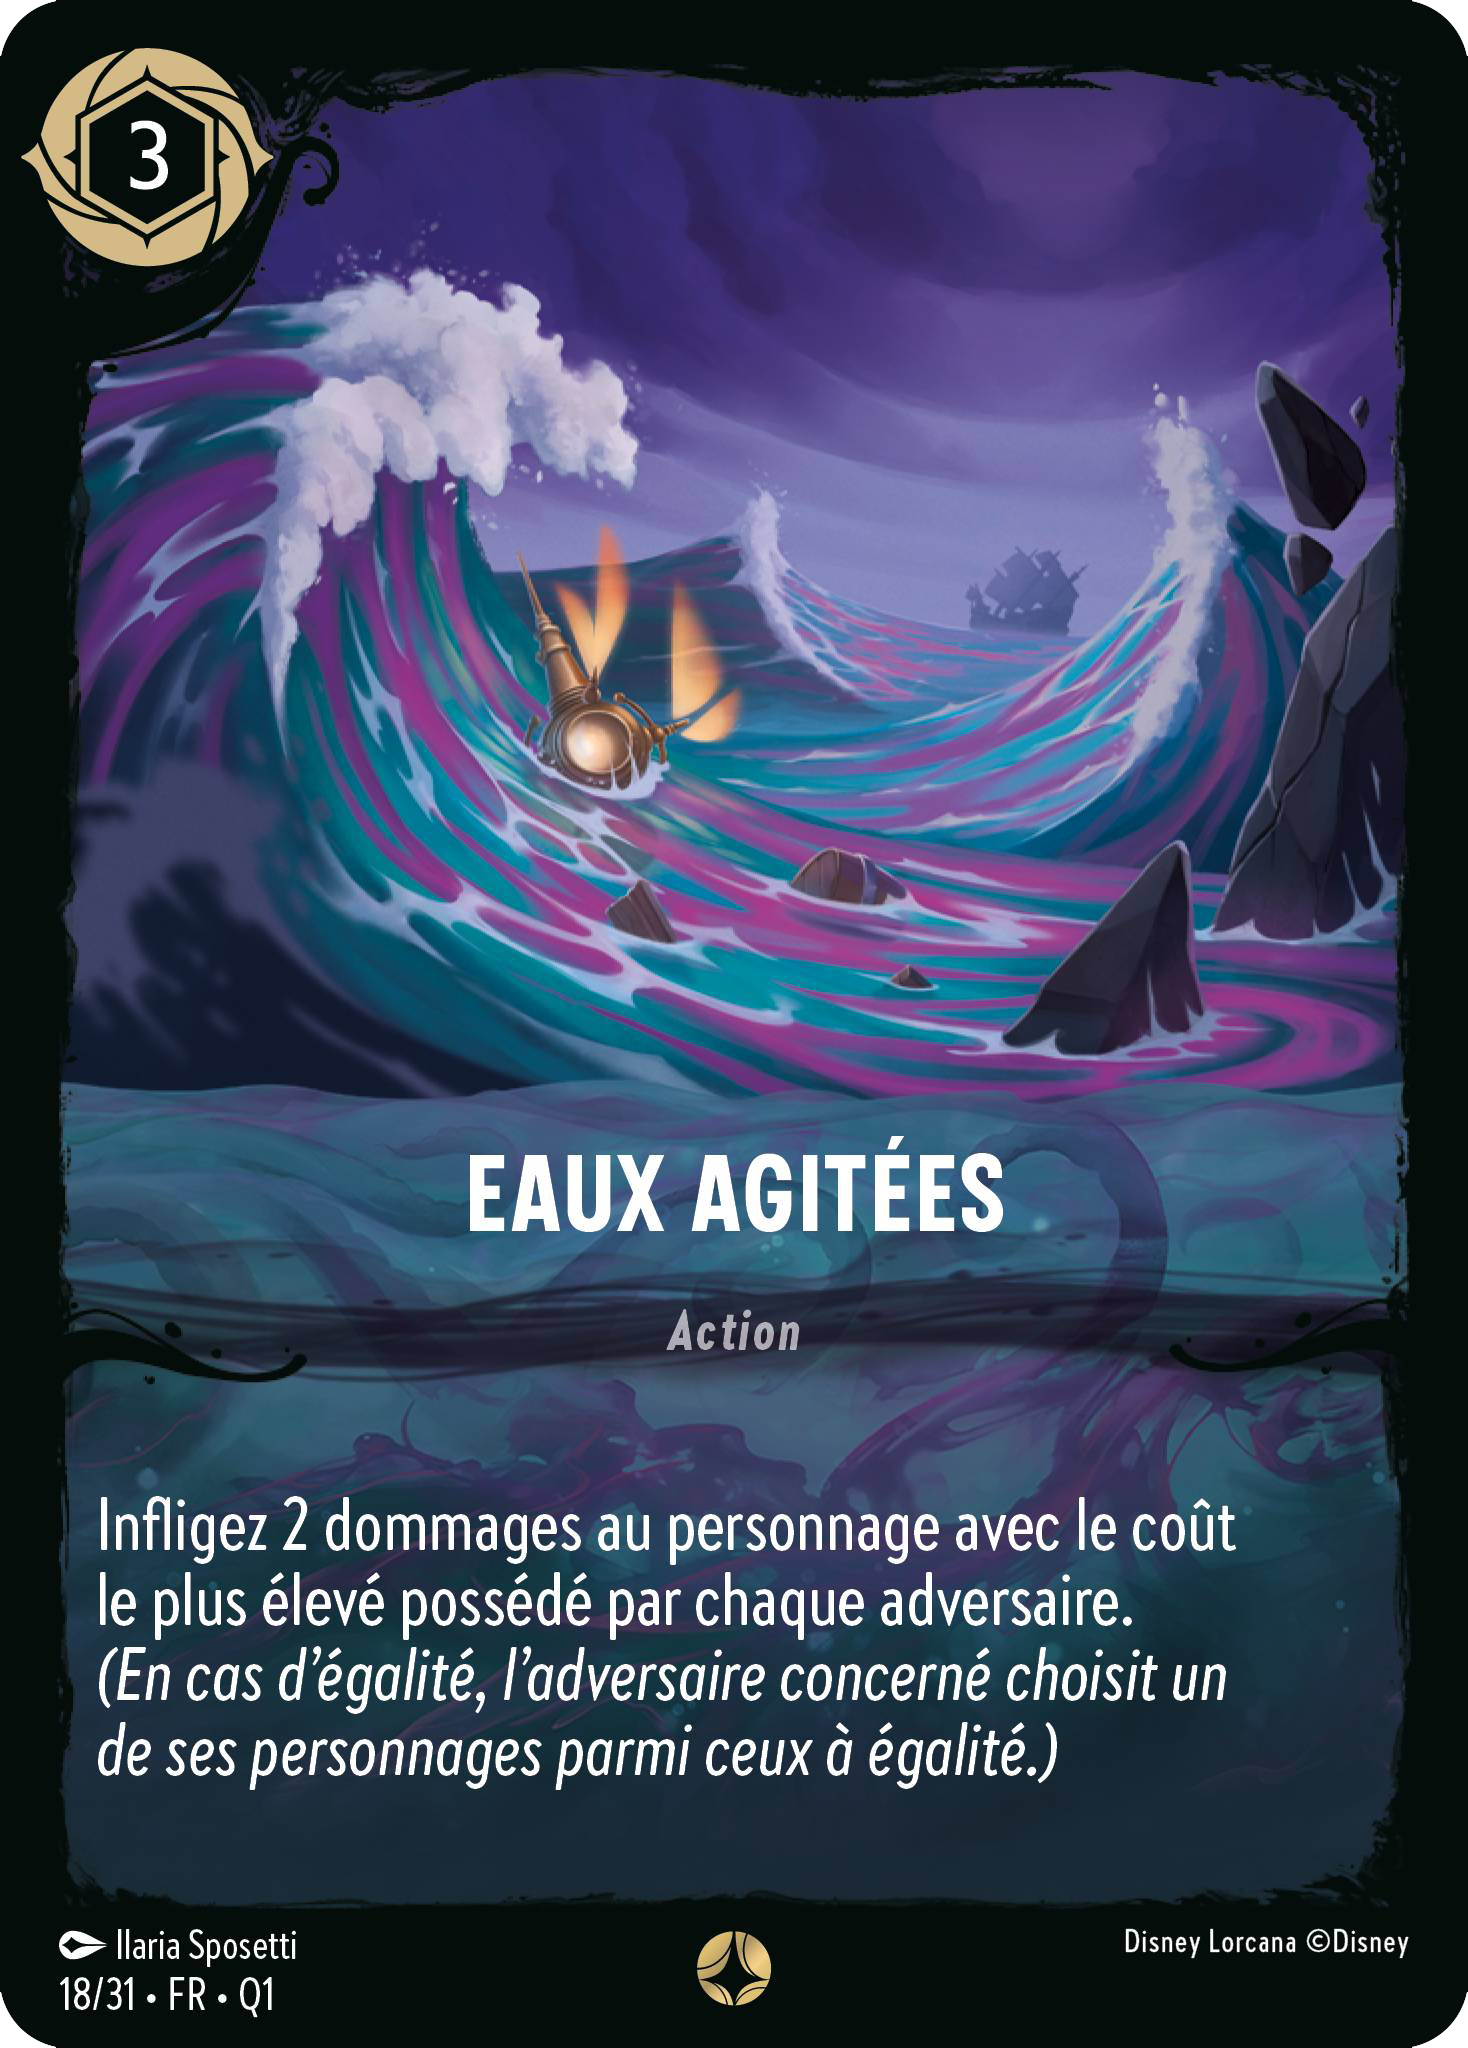 3
EAUX AGITÉES
Action
Infligez 2 dommages au personnage avec le coût
le plus élevé possédé par chaque adversaire.
(En cas d’égalité, l’adversaire concerné choisit un
de ses personnages parmi ceux à égalité.)
Ilaria Sposetti
Disney Lorcana ©Disney
18/31 • FR • Q1